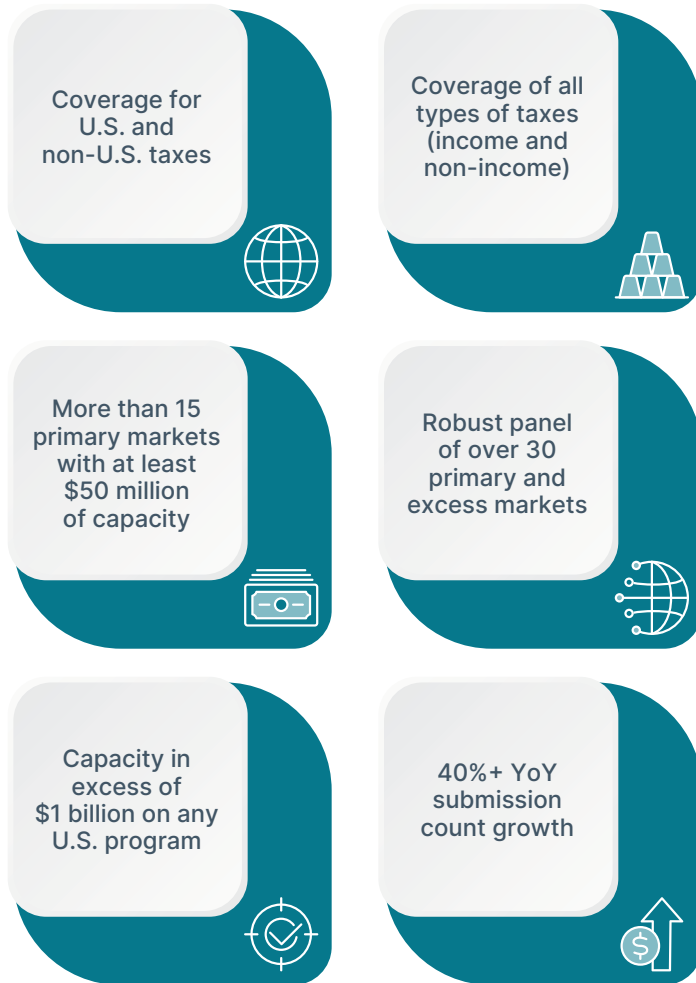 Coverage for
U.S. and
non-U.S. taxes
Coverage of all
types of taxes
(income and
non-income)
More than 15
primary markets
with at least
$50 million
of capacity
Robust panel
of over 30
primary and
excess markets
Capacity in
excess of
$1 billion on any
U.S. program
40%+ YoY
submission
count growth
$